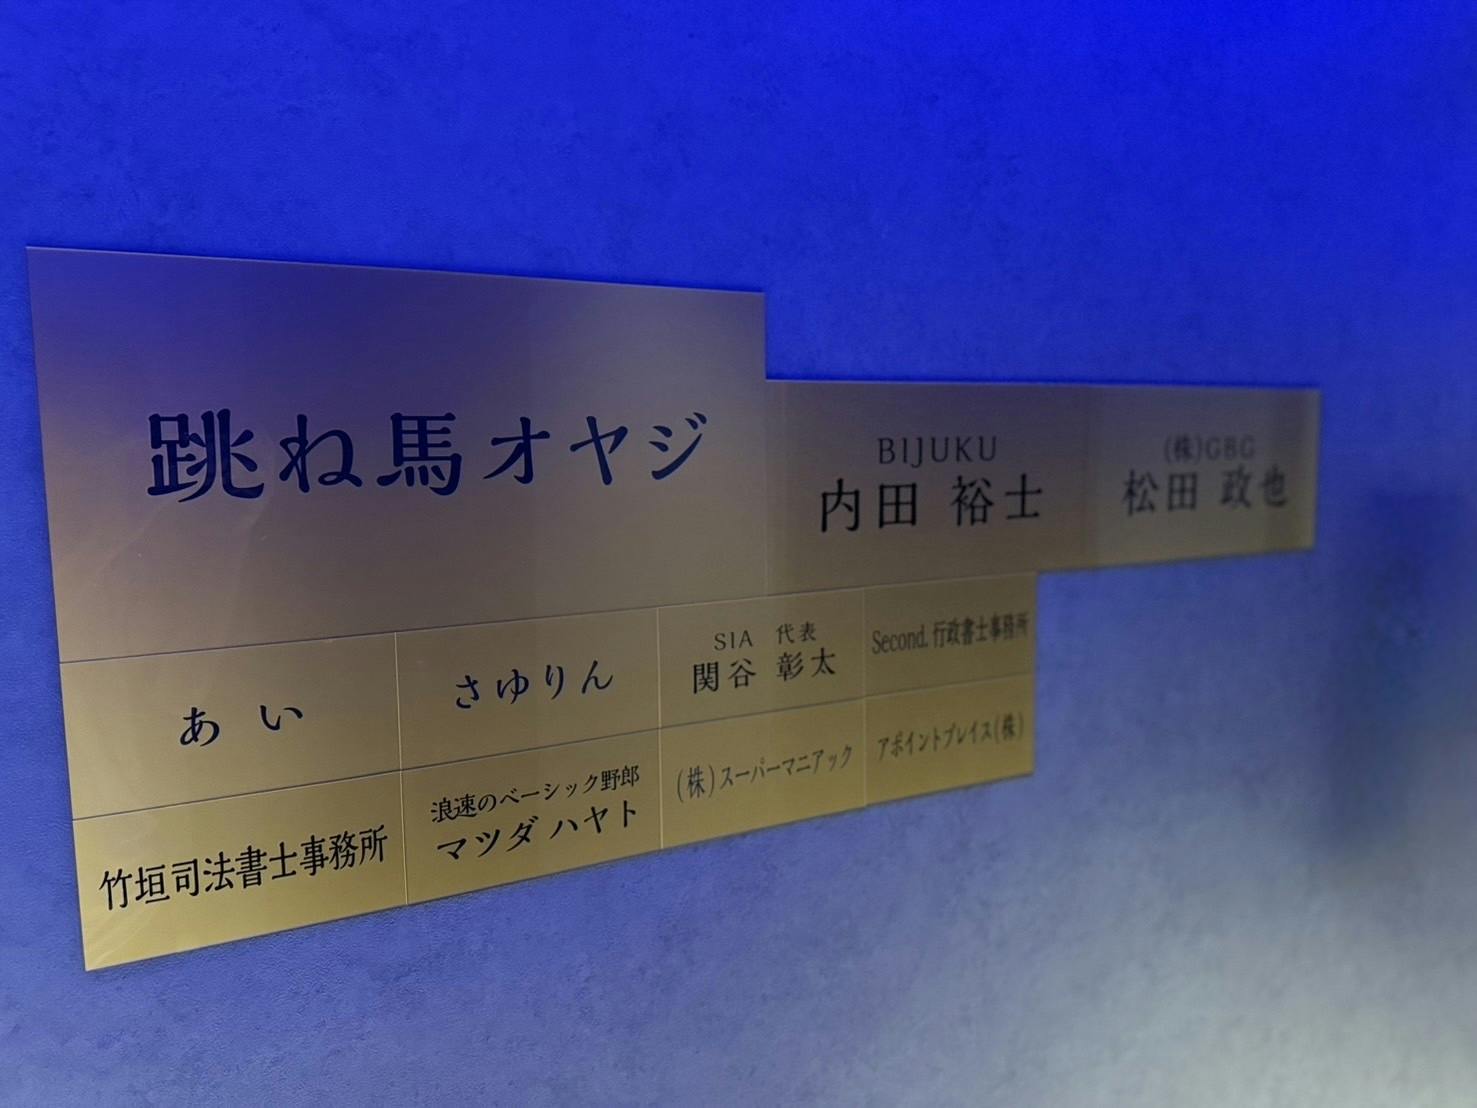 跳ね馬オヤジ
BIJUKU
内田 裕士
(株)GBG
松田 政也
あい
さゆりん
SIA 代表
関谷 彰太
Second. 行政書士事務所
竹垣司法書士事務所
浪速のベーシック野郎
マツダ ハヤト
(株)スーパーマニアック
アポイントプレイス(株)